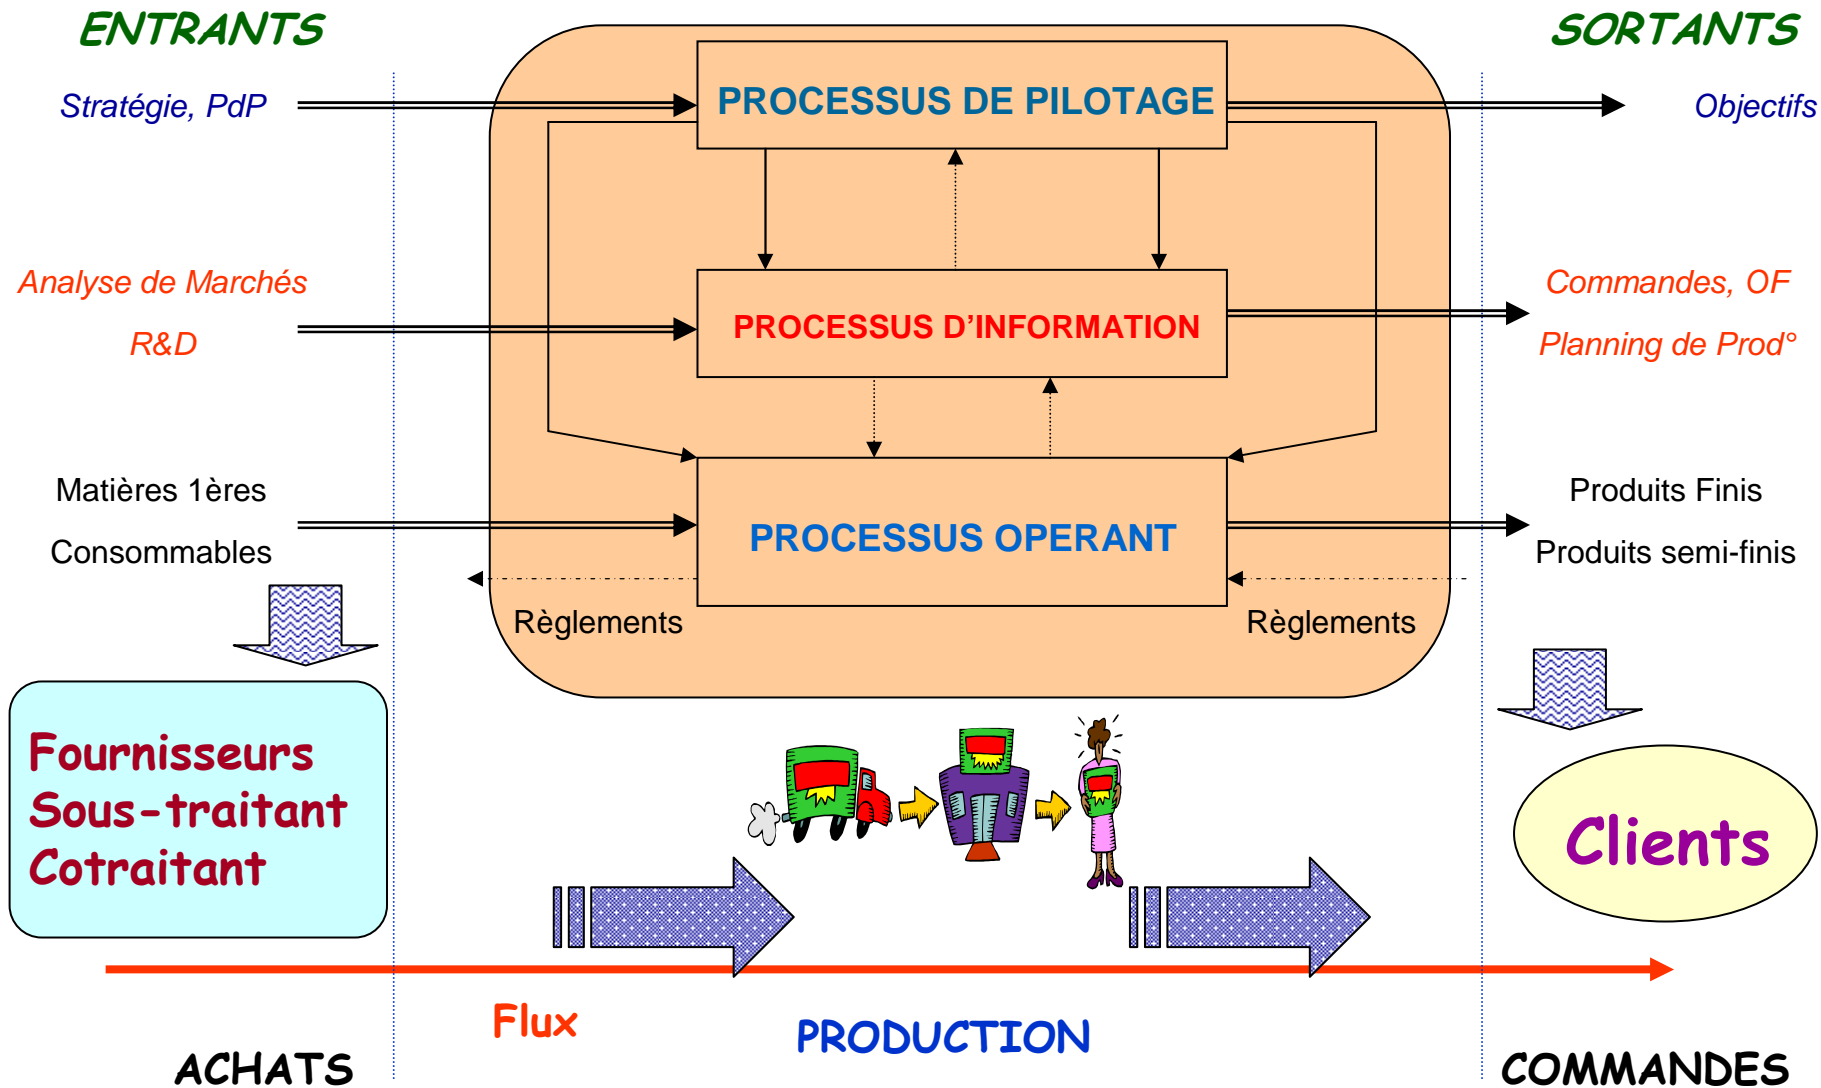 ENTRANTS
SORTANTS
Stratégie, PdP
PROCESSUS DE PILOTAGE
Objectifs
Analyse de Marchés
R&D
PROCESSUS D’INFORMATION
Commandes, OF
Planning de Prod°
Matières 1ères
Consommables
PROCESSUS OPERANT
Produits Finis
Produits semi-finis
Règlements
Règlements
Fournisseurs
Sous-traitant
Cotraitant
Clients
Flux
PRODUCTION
ACHATS
COMMANDES